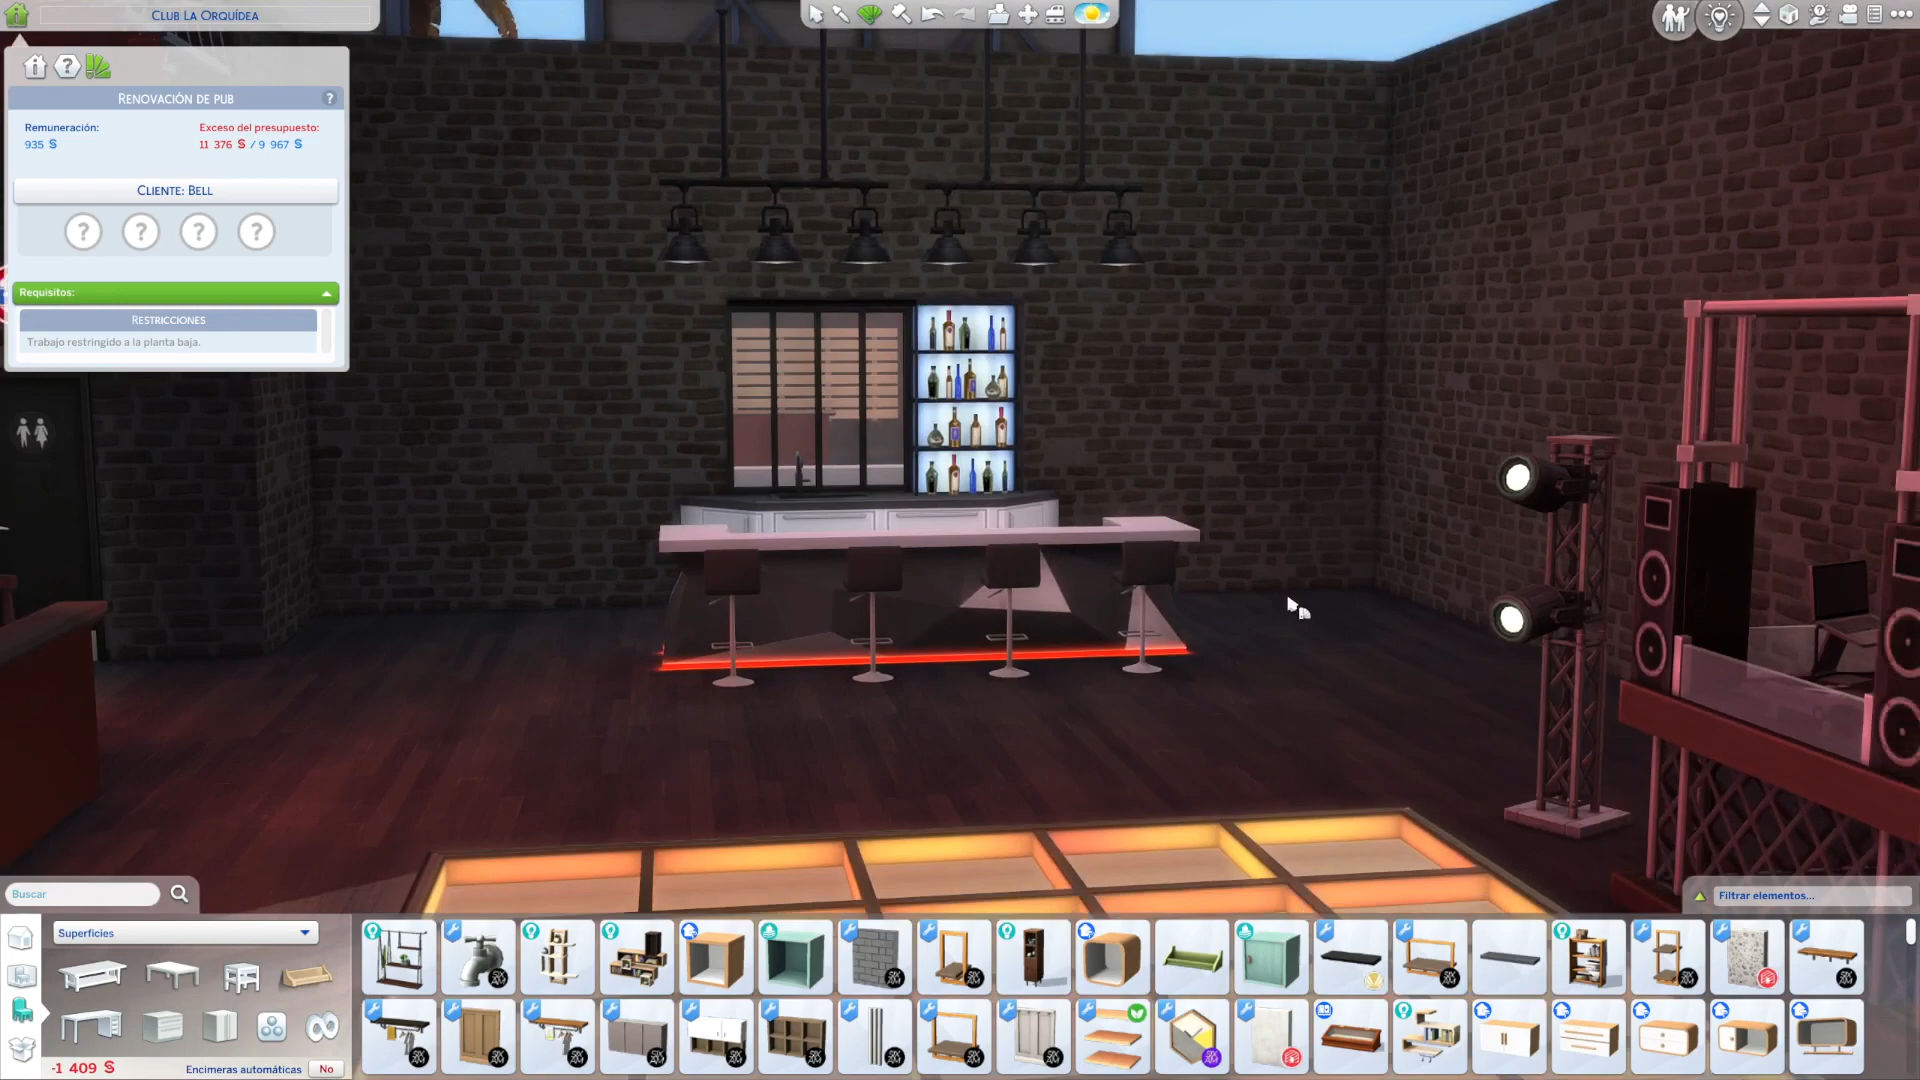 CLUB LA ORQUÍDEA
RENOVACIÓN DE PUB
?
Remuneración:
935 S
Exceso del presupuesto:
11 376 S / 9 967 S
CLIENTE: BELL
? ? ? ?
Requisitos:
RESTRICCIONES
Trabajo restringido a la planta baja.
Buscar
Filtrar elementos...
Superficies
-1 409 S
Encimeras automáticas
No